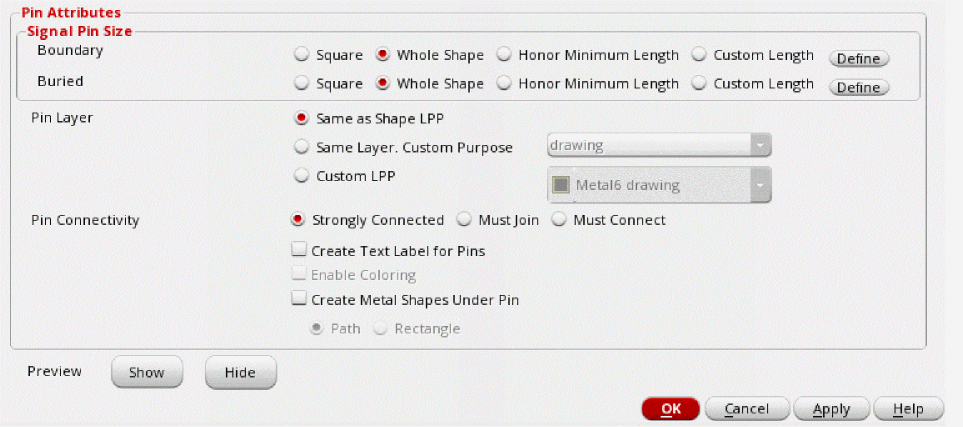 Pin Attributes
Signal Pin Size
Boundary Square Whole Shape Honor Minimum Length Custom Length Define
Buried Square Whole Shape Honor Minimum Length Custom Length Define
Pin Layer Same as Shape LPP
Same Layer. Custom Purpose drawing
Custom LPP Metal6 drawing
Pin Connectivity Strongly Connected Must Join Must Connect
Create Text Label for Pins
Enable Coloring
Create Metal Shapes Under Pin
Path Rectangle
Preview Show Hide
OK Cancel Apply Help